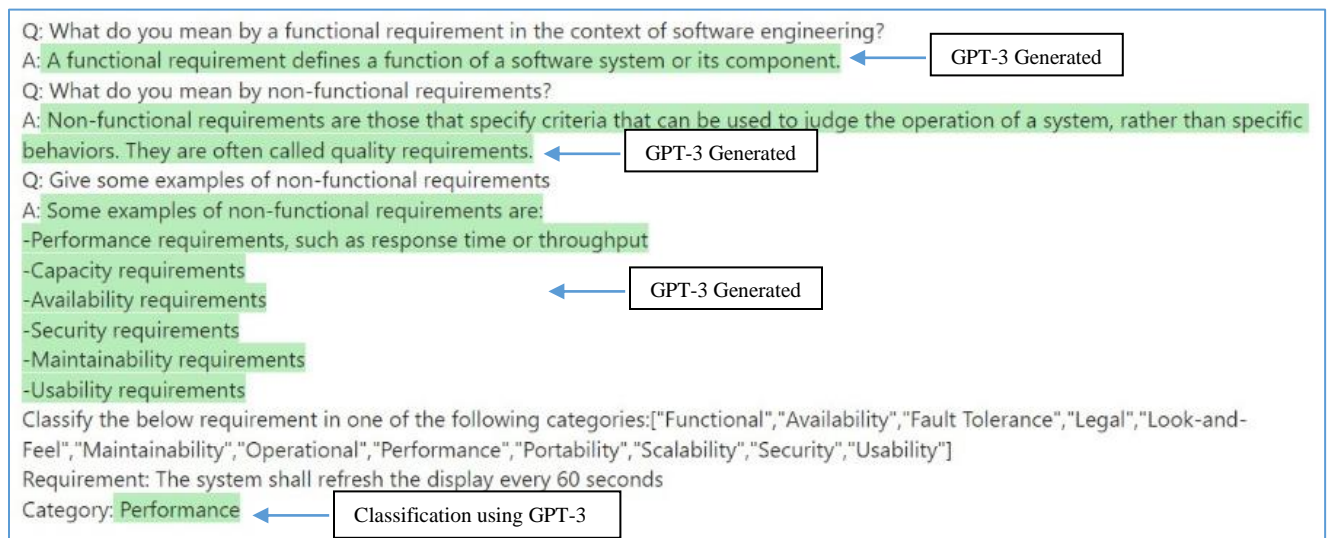 Q: What do you mean by a functional requirement in the context of software engineering?
A: A functional requirement defines a function of a software system or its component.
GPT-3 Generated
Q: What do you mean by non-functional requirements?
A: Non-functional requirements are those that specify criteria that can be used to judge the operation of a system, rather than specific
behaviors. They are often called quality requirements.
GPT-3 Generated
Q: Give some examples of non-functional requirements
A: Some examples of non-functional requirements are:
-Performance requirements, such as response time or throughput
-Capacity requirements
-Availability requirements
GPT-3 Generated
-Security requirements
-Maintainability requirements
-Usability requirements
Classify the below requirement in one of the following categories:["Functional","Availability","Fault Tolerance","Legal","Look-and-
Feel","Maintainability","Operational","Performance","Portability","Scalability","Security","Usability"]
Requirement: The system shall refresh the display every 60 seconds
Category: Performance
Classification using GPT-3